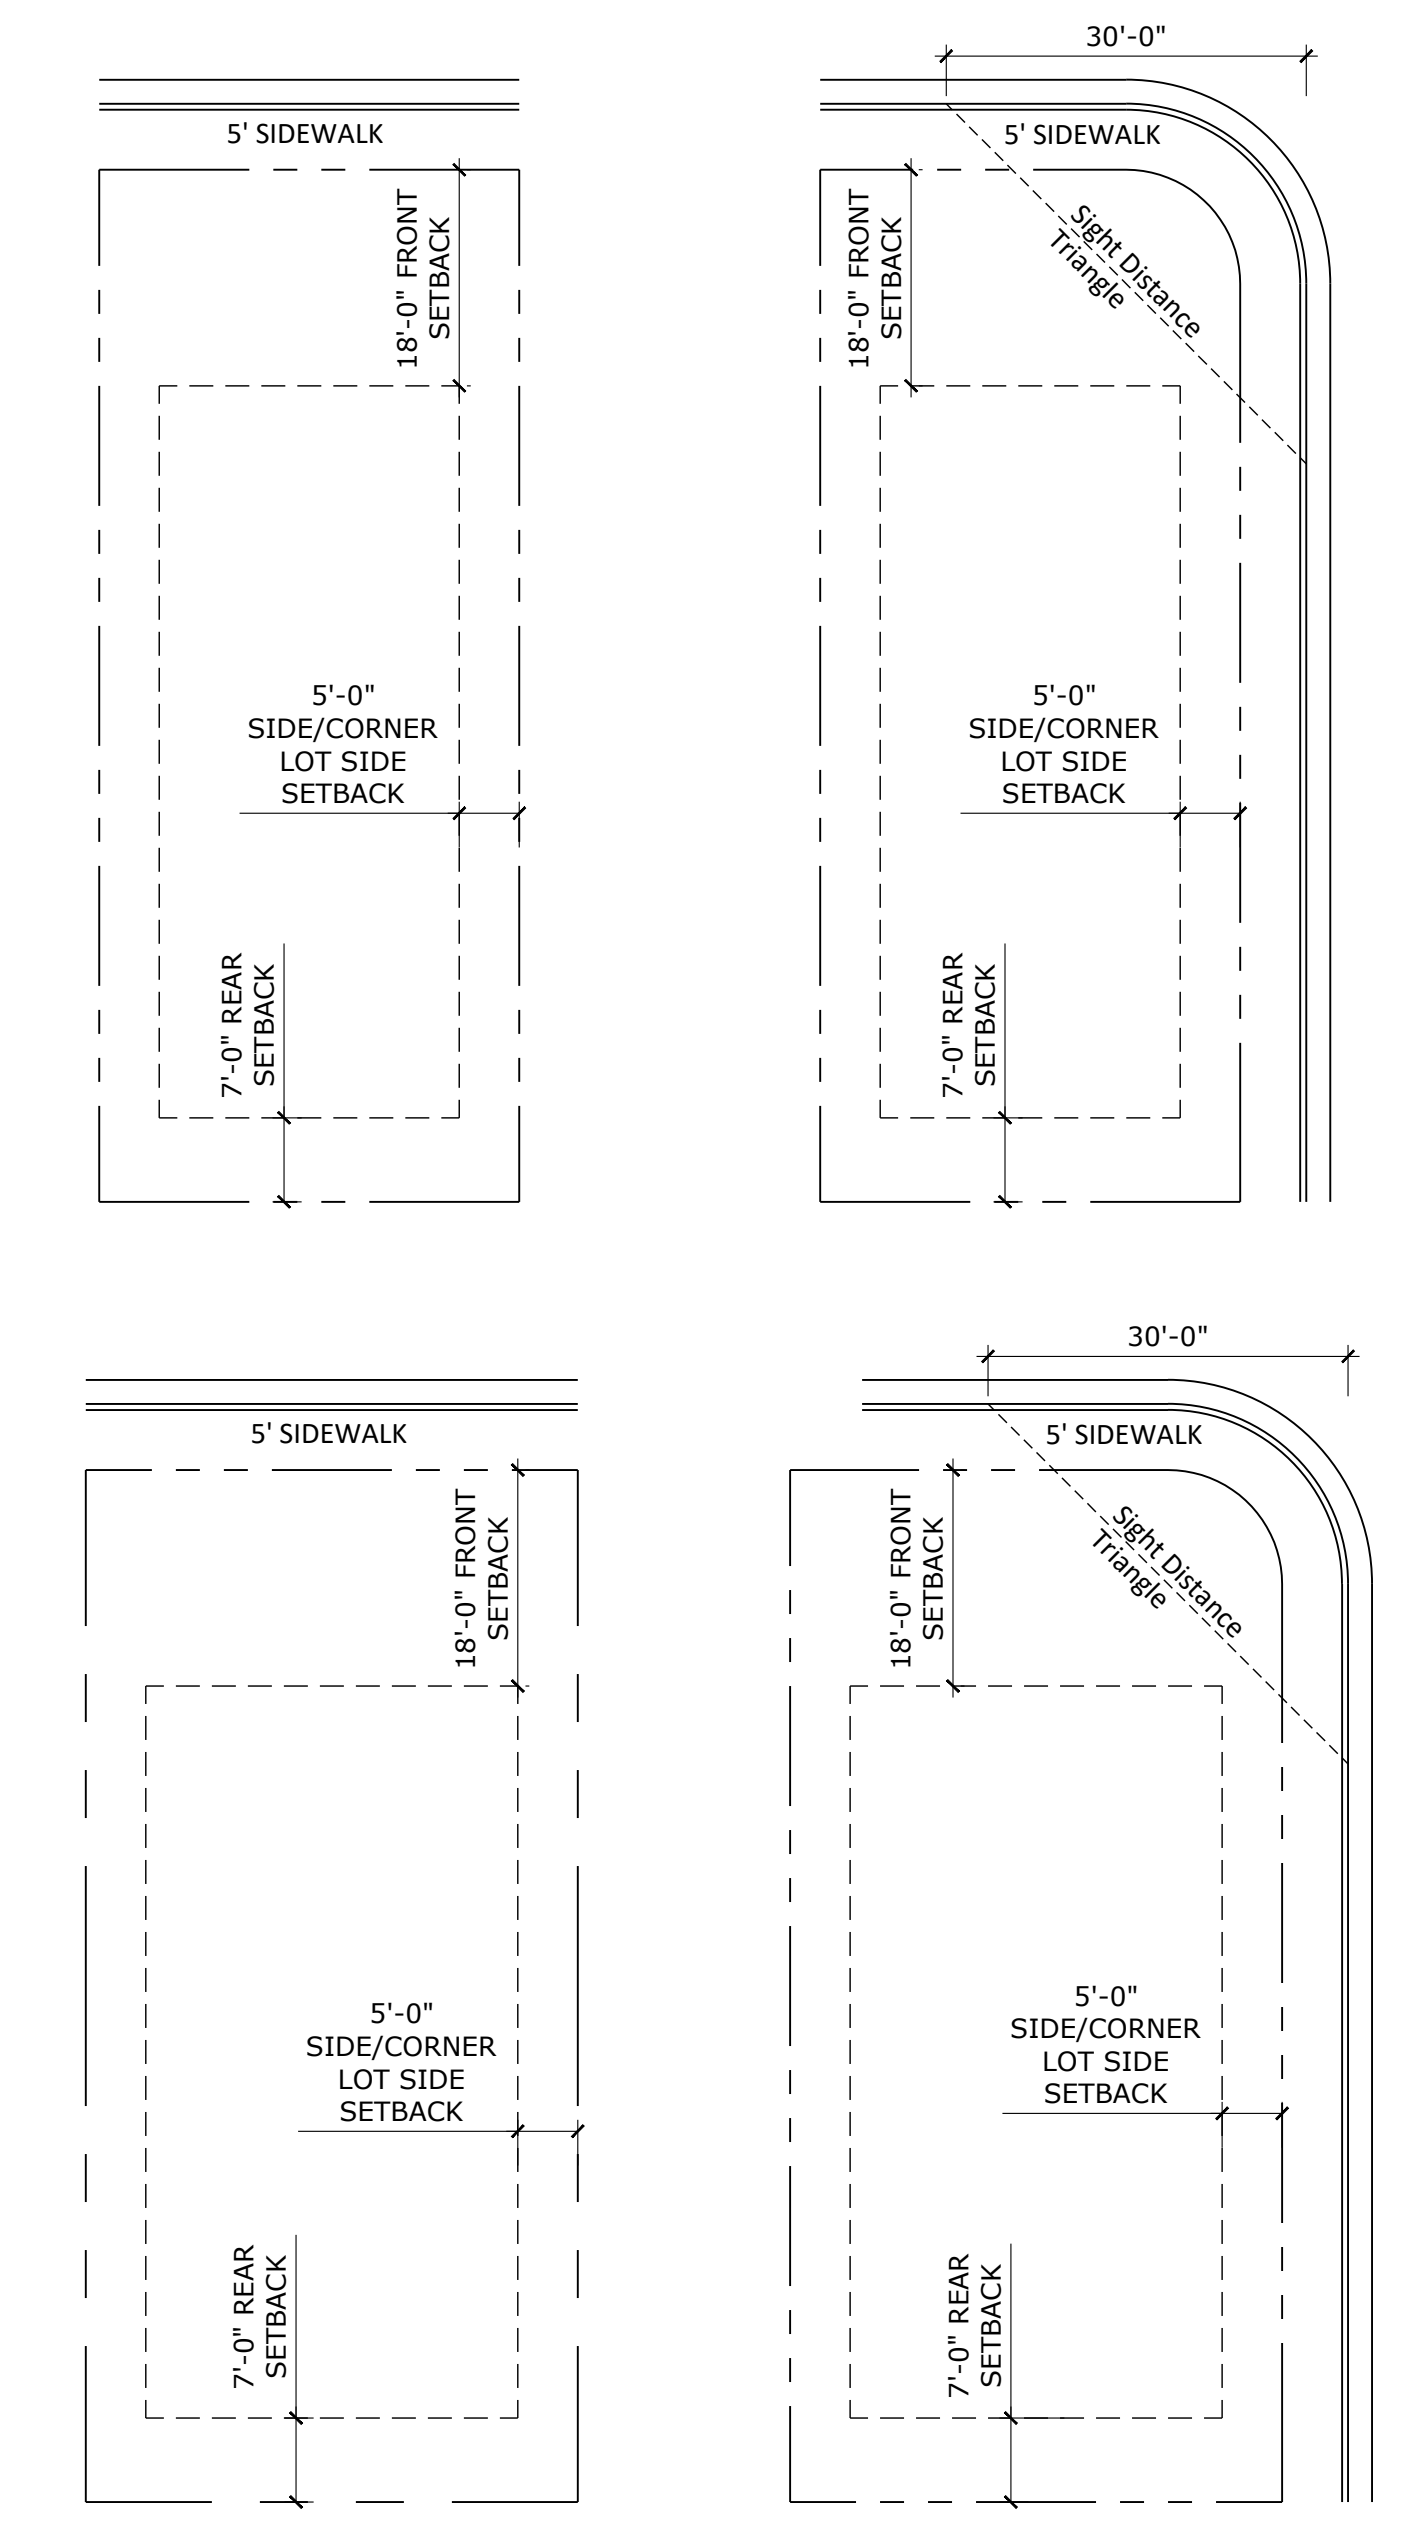 5' SIDEWALK
18'-0" FRONT
SETBACK
5'-0"
SIDE/CORNER
LOT SIDE
SETBACK
7'-0" REAR
SETBACK
30'-0"
5' SIDEWALK
18'-0" FRONT
SETBACK
Sight Distance
Triangle
5'-0"
SIDE/CORNER
LOT SIDE
SETBACK
7'-0" REAR
SETBACK
5' SIDEWALK
18'-0" FRONT
SETBACK
5'-0"
SIDE/CORNER
LOT SIDE
SETBACK
7'-0" REAR
SETBACK
30'-0"
5' SIDEWALK
18'-0" FRONT
SETBACK
Sight Distance
Triangle
5'-0"
SIDE/CORNER
LOT SIDE
SETBACK
7'-0" REAR
SETBACK